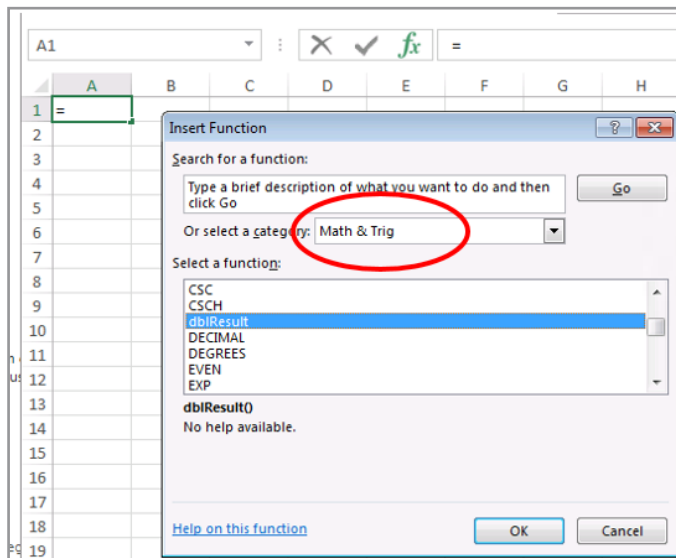 A1 fx =
A B C D E F G H
1 =
2
3
4
5
6
7
8
9
10
11
12
13
14
15
16
17
18
19
Insert Function ?
Search for a function:
Type a brief description of what you want to do and then
click Go
Go
Or select a category: Math & Trig
Select a function:
CSC
CSCH
dblResult
DECIMAL
DEGREES
EVEN
EXP
dblResult()
No help available.
Help on this function
OK Cancel